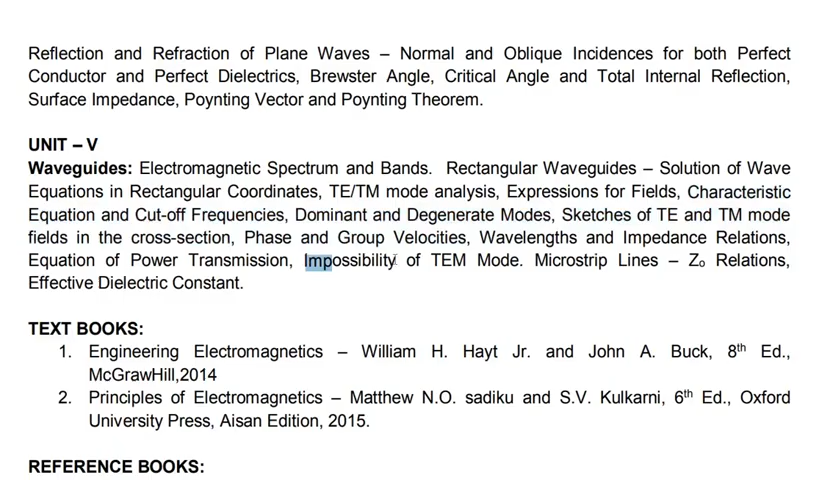 Reflection and Refraction of Plane Waves – Normal and Oblique Incidences for both Perfect
Conductor and Perfect Dielectrics, Brewster Angle, Critical Angle and Total Internal Reflection,
Surface Impedance, Poynting Vector and Poynting Theorem.
UNIT – V
Waveguides: Electromagnetic Spectrum and Bands. Rectangular Waveguides – Solution of Wave
Equations in Rectangular Coordinates, TE/TM mode analysis, Expressions for Fields, Characteristic
Equation and Cut-off Frequencies, Dominant and Degenerate Modes, Sketches of TE and TM mode
fields in the cross-section, Phase and Group Velocities, Wavelengths and Impedance Relations,
Equation of Power Transmission, Impossibility of TEM Mode. Microstrip Lines – Z₀ Relations,
Effective Dielectric Constant.
TEXT BOOKS:
1. Engineering Electromagnetics – William H. Hayt Jr. and John A. Buck, 8th Ed.,
McGrawHill,2014
2. Principles of Electromagnetics – Matthew N.O. sadiku and S.V. Kulkarni, 6th Ed., Oxford
University Press, Aisan Edition, 2015.
REFERENCE BOOKS: